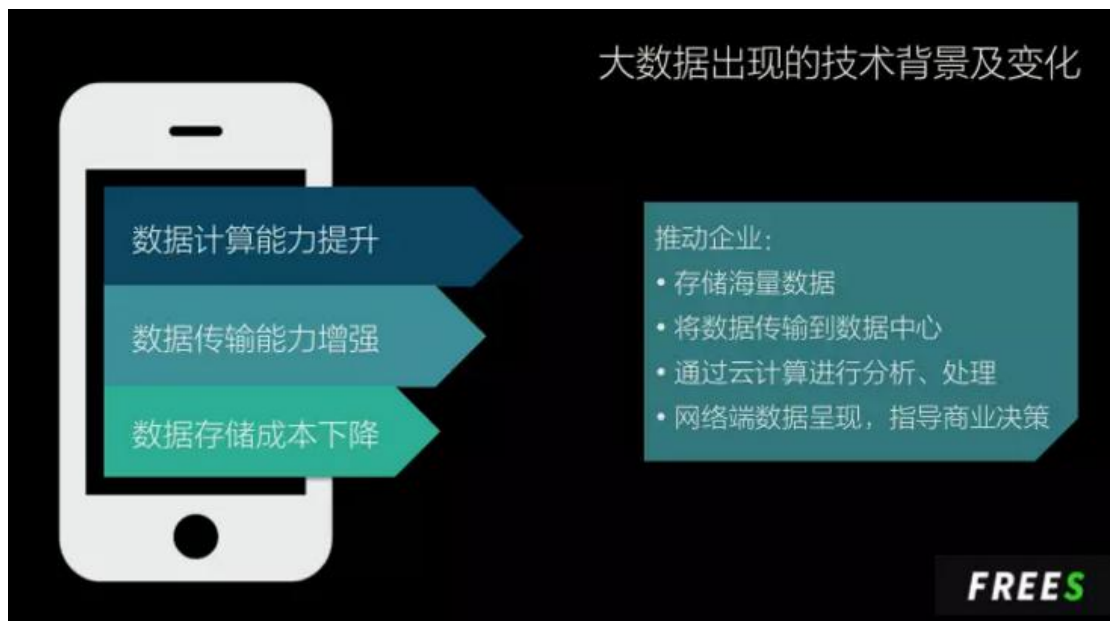 大数据出现的技术背景及变化
数据计算能力提升
数据传输能力增强
数据存储成本下降
推动企业：
• 存储海量数据
• 将数据传输到数据中心
• 通过云计算进行分析、处理
• 网络端数据呈现，指导商业决策
FREES